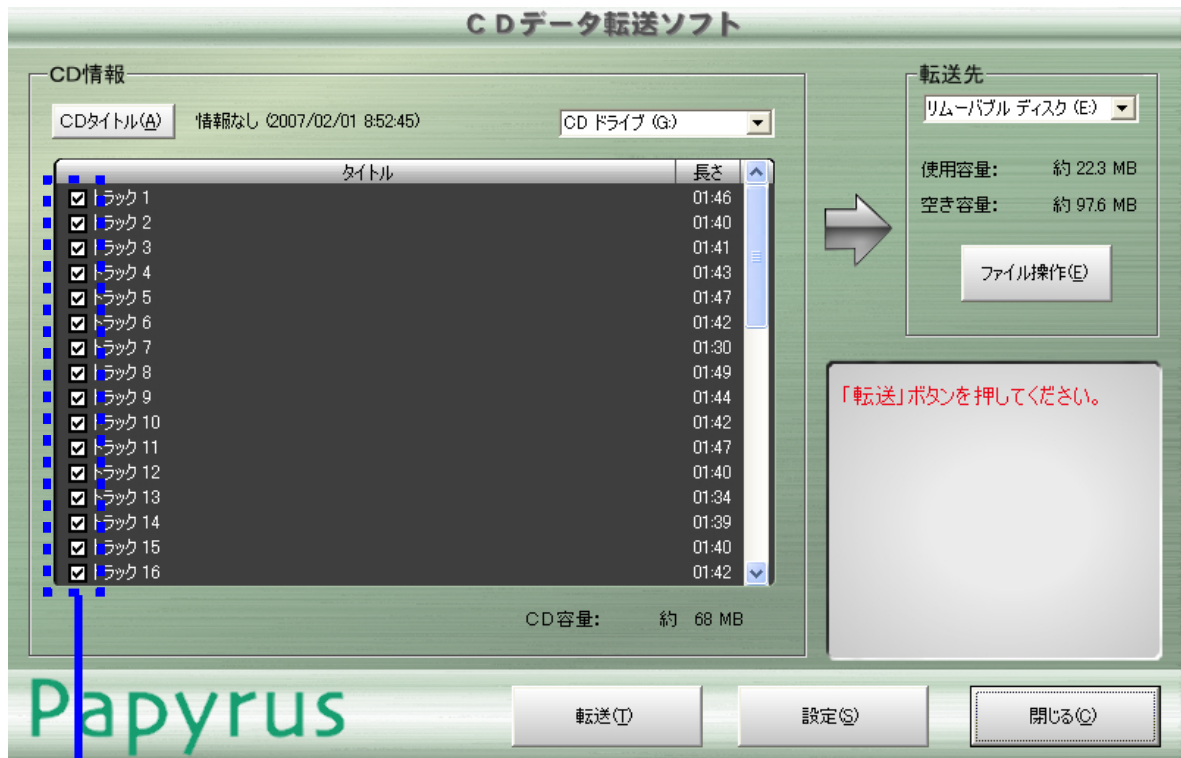 CDデータ転送ソフト
CD情報
CDタイトル(A) 情報なし (2007/02/01 8:52:45) CD ドライブ (G:)
タイトル 長さ
トラック 1 01:46
トラック 2 01:40
トラック 3 01:41
トラック 4 01:43
トラック 5 01:47
トラック 6 01:42
トラック 7 01:30
トラック 8 01:49
トラック 9 01:44
トラック 10 01:42
トラック 11 01:47
トラック 12 01:40
トラック 13 01:34
トラック 14 01:39
トラック 15 01:40
トラック 16 01:42
CD容量: 約 68 MB
転送先
リムーバブル ディスク (E:)
使用容量: 約 22.3 MB
空き容量: 約 97.6 MB
ファイル操作(E)
「転送」ボタンを押してください。
Papyrus
転送(T) 設定(S) 閉じる(C)